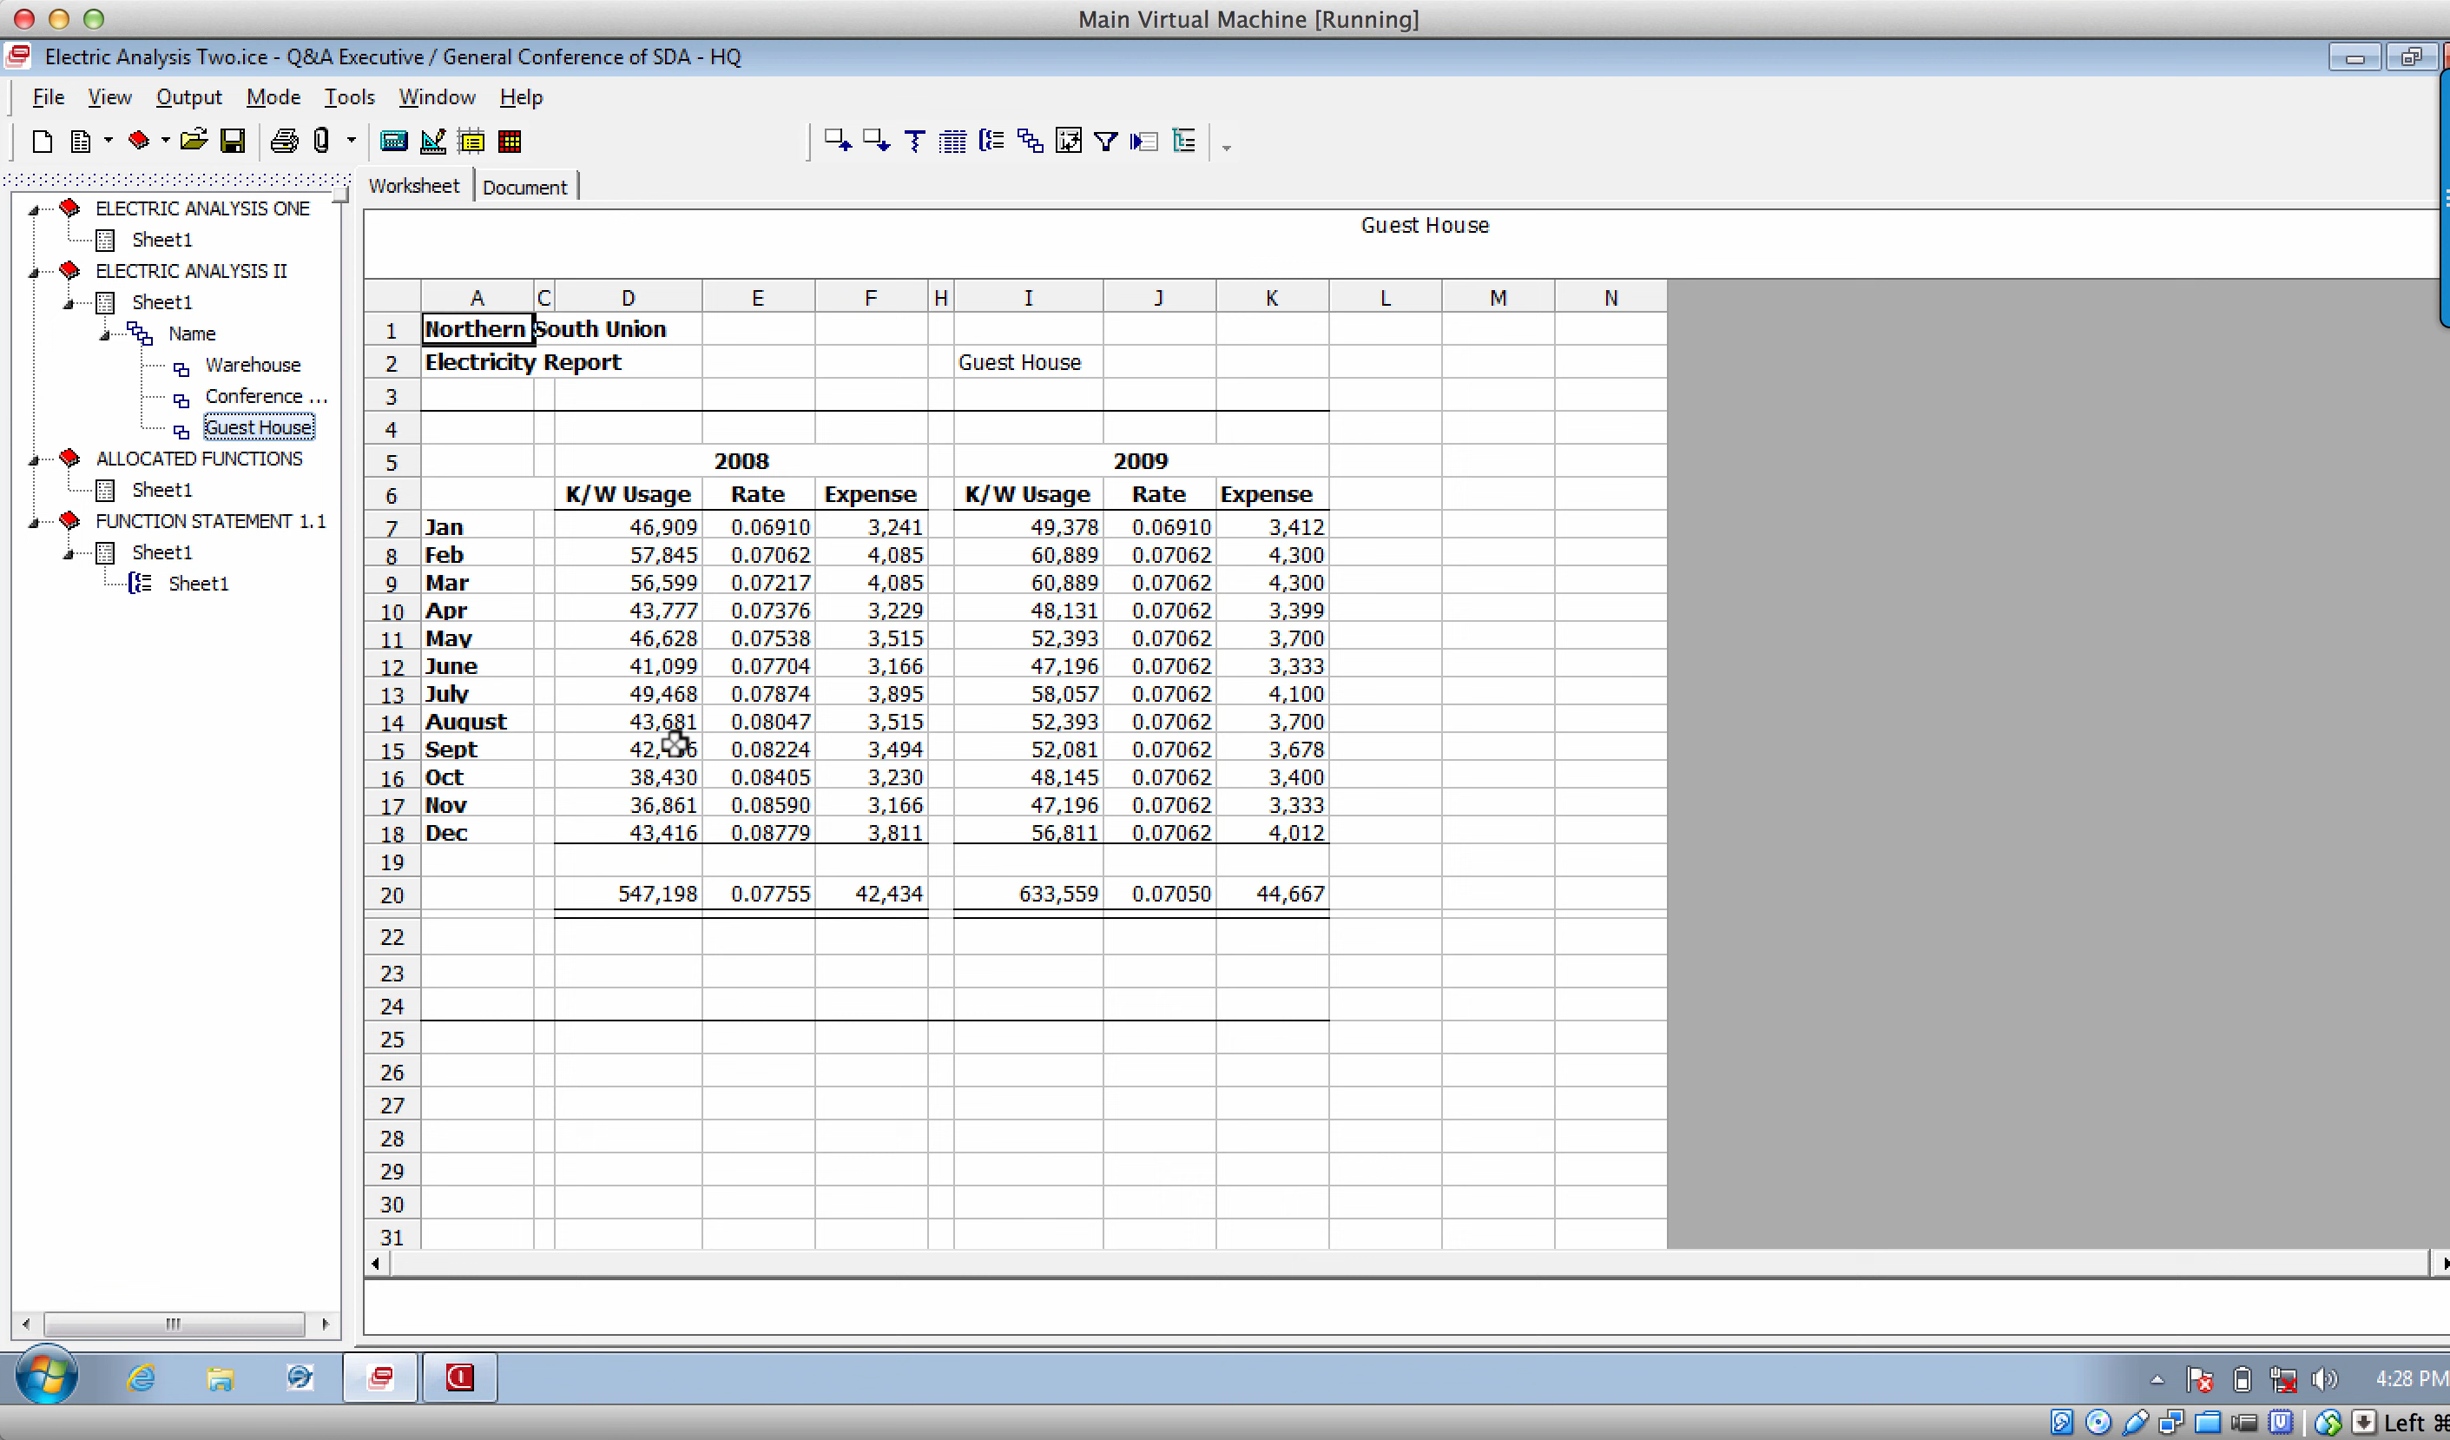 Main Virtual Machine [Running]
Electric Analysis Two.ice - Q&A Executive / General Conference of SDA - HQ
File View Output Mode Tools Window Help
Worksheet Document
ELECTRIC ANALYSIS ONE
Sheet1
ELECTRIC ANALYSIS II
Sheet1
Name
Warehouse
Conference ...
Guest House
ALLOCATED FUNCTIONS
Sheet1
FUNCTION STATEMENT 1.1
Sheet1
Sheet1
Guest House
A C D E F H I J K L M N
1 Northern South Union
2 Electricity Report Guest House
3
4
5 2008 2009
6 K/W Usage Rate Expense K/W Usage Rate Expense
7 Jan 46,909 0.06910 3,241 49,378 0.06910 3,412
8 Feb 57,845 0.07062 4,085 60,889 0.07062 4,300
9 Mar 56,599 0.07217 4,085 60,889 0.07062 4,300
10 Apr 43,777 0.07376 3,229 48,131 0.07062 3,399
11 May 46,628 0.07538 3,515 52,393 0.07062 3,700
12 June 41,099 0.07704 3,166 47,196 0.07062 3,333
13 July 49,468 0.07874 3,895 58,057 0.07062 4,100
14 August 43,681 0.08047 3,515 52,393 0.07062 3,700
15 Sept 0.08224 3,494 52,081 0.07062 3,678
16 Oct 38,430 0.08405 3,230 48,145 0.07062 3,400
17 Nov 36,861 0.08590 3,166 47,196 0.07062 3,333
18 Dec 43,416 0.08779 3,811 56,811 0.07062 4,012
19
20 547,198 0.07755 42,434 633,559 0.07050 44,667
22
23
24
25
26
27
28
29
30
31
4:28 PM
Left ⌘